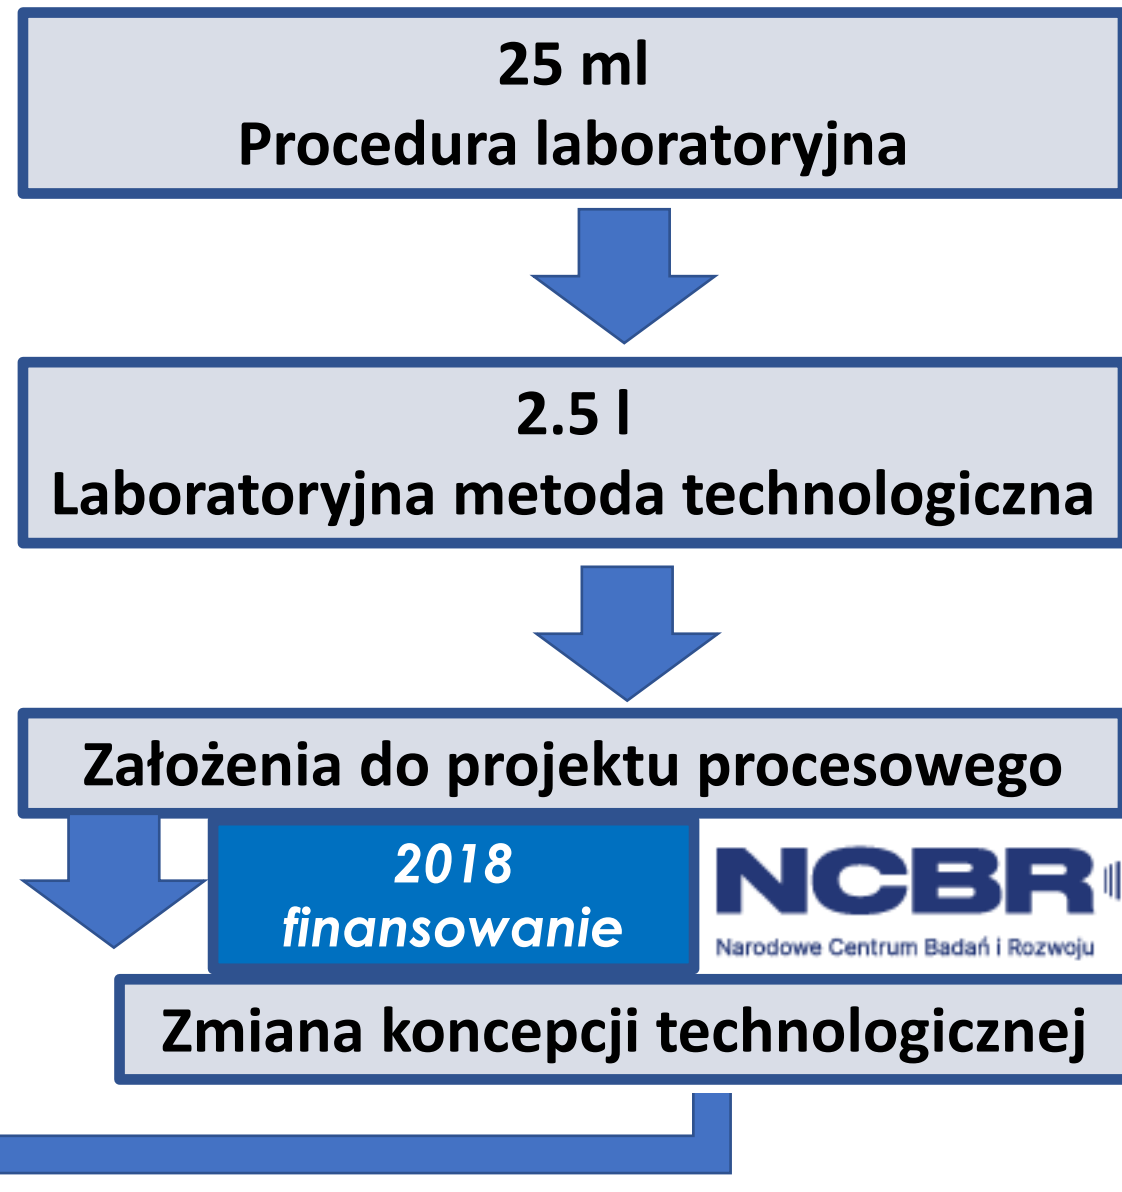 25 ml
Procedura laboratoryjna
2.5 l
Laboratoryjna metoda technologiczna
Założenia do projektu procesowego
2018
finansowanie
NCBR
Narodowe Centrum Badań i Rozwoju
Zmiana koncepcji technologicznej